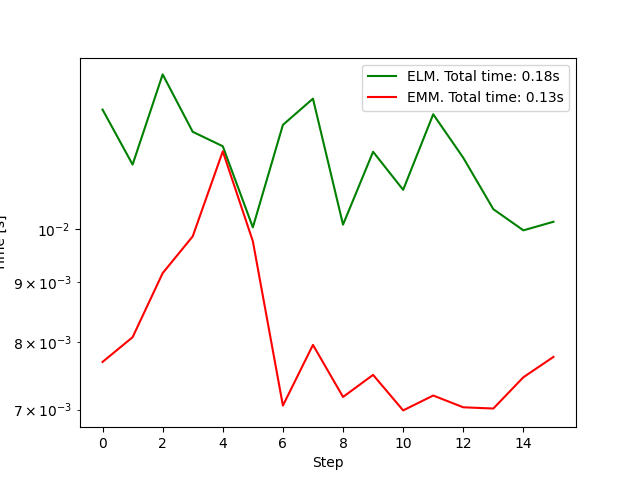 ELM. Total time: 0.18s
EMM. Total time: 0.13s
Time [s]
10⁻²
9 × 10⁻³
8 × 10⁻³
7 × 10⁻³
0 2 4 6 8 10 12 14
Step